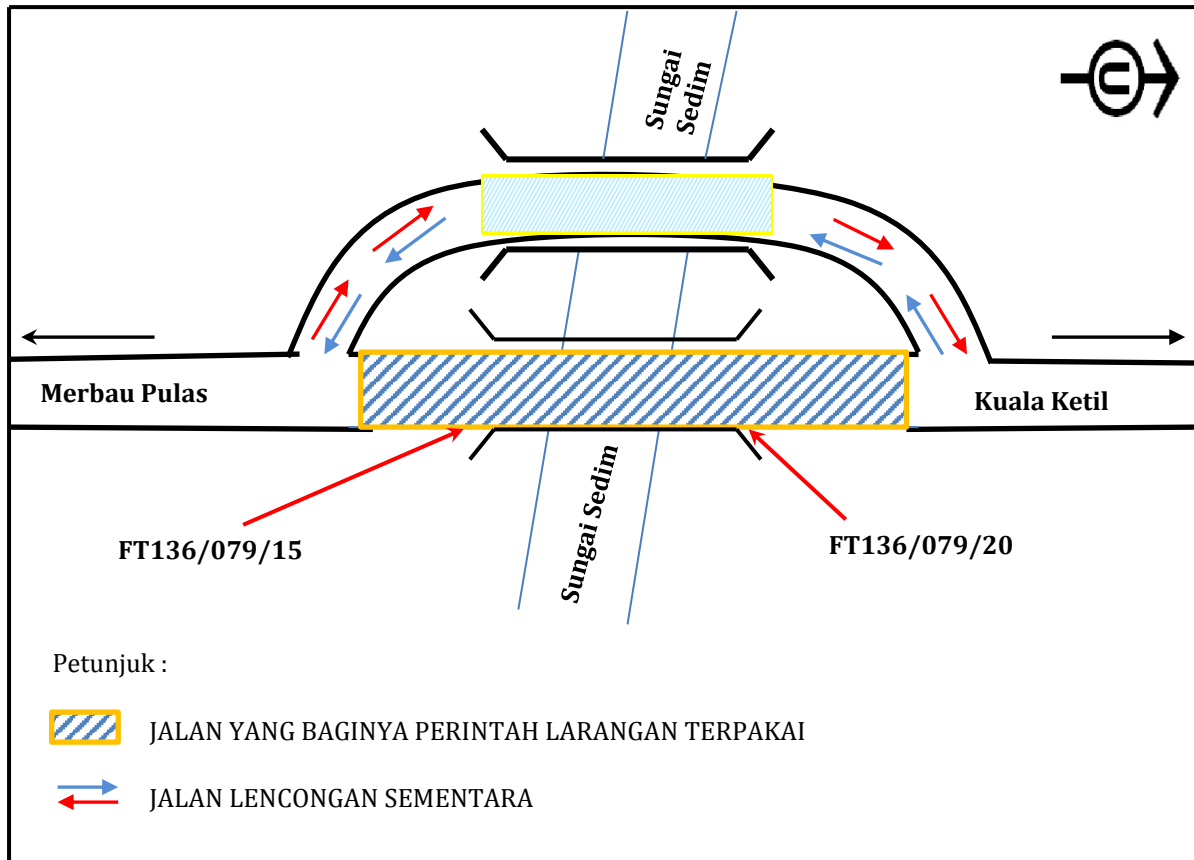 Sungai
Sedim
U
Merbau Pulas
Kuala Ketil
FT136/079/15
Sungai Sedim
FT136/079/20
Petunjuk :
JALAN YANG BAGINYA PERINTAH LARANGAN TERPAKAI
JALAN LENCONGAN SEMENTARA